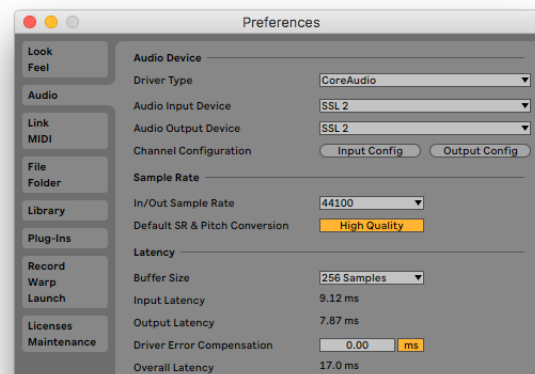 Preferences
Look
Feel
Audio
Link
MIDI
File
Folder
Library
Plug-Ins
Record
Warp
Launch
Licenses
Maintenance
Audio Device
Driver Type CoreAudio
Audio Input Device SSL 2
Audio Output Device SSL 2
Channel Configuration Input Config Output Config
Sample Rate
In/Out Sample Rate 44100
Default SR & Pitch Conversion High Quality
Latency
Buffer Size 256 Samples
Input Latency 9.12 ms
Output Latency 7.87 ms
Driver Error Compensation 0.00 ms
Overall Latency 17.0 ms